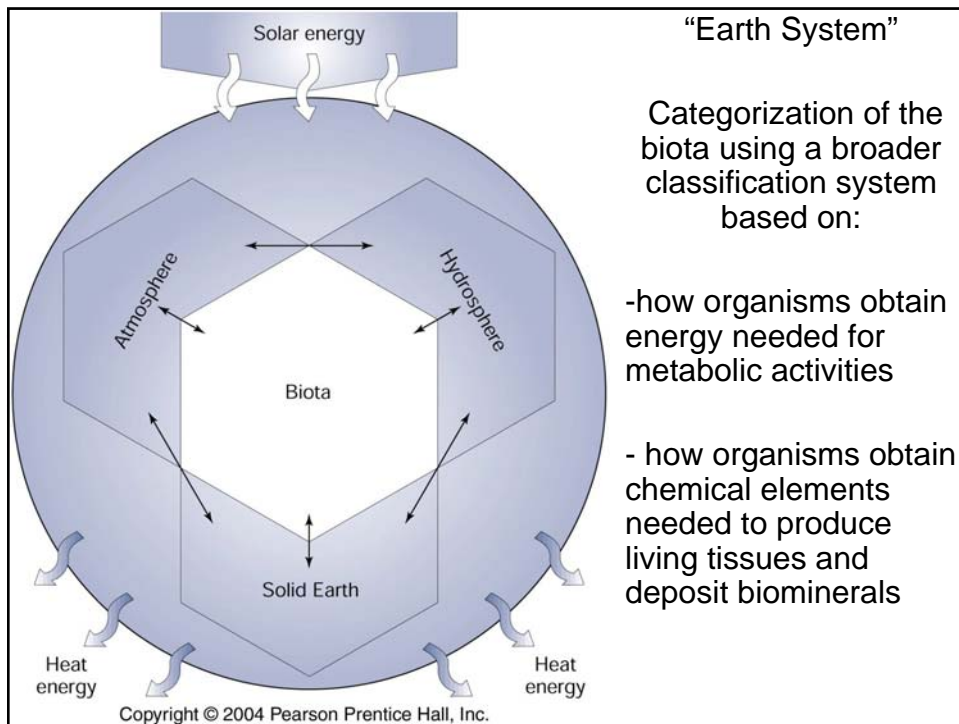 Solar energy
Atmosphere
Hydrosphere
Biota
Solid Earth
Heat
energy
Heat
energy
Copyright © 2004 Pearson Prentice Hall, Inc.
“Earth System”
Categorization of the
biota using a broader
classification system
based on:
-how organisms obtain
energy needed for
metabolic activities
- how organisms obtain
chemical elements
needed to produce
living tissues and
deposit biominerals